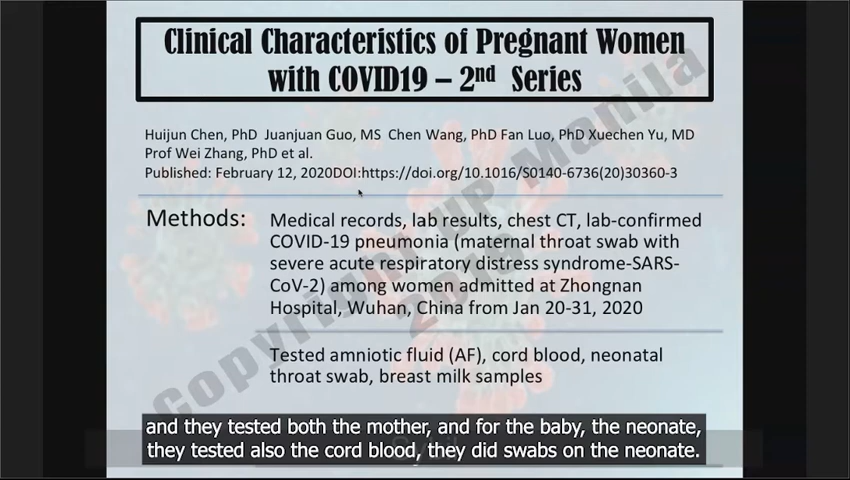 Clinical Characteristics of Pregnant Women
with COVID19 – 2nd Series
Huijun Chen, PhD Juanjuan Guo, MS Chen Wang, PhD Fan Luo, PhD Xuechen Yu, MD
Prof Wei Zhang, PhD et al.
Published: February 12, 2020DOI:https://doi.org/10.1016/S0140-6736(20)30360-3
Methods:
Medical records, lab results, chest CT, lab-confirmed
COVID-19 pneumonia (maternal throat swab with
severe acute respiratory distress syndrome-SARS-
CoV-2) among women admitted at Zhongnan
Hospital, Wuhan, China from Jan 20-31, 2020
Tested amniotic fluid (AF), cord blood, neonatal
throat swab, breast milk samples
Copyright UP Manila
and they tested both the mother, and for the baby, the neonate,
they tested also the cord blood, they did swabs on the neonate.